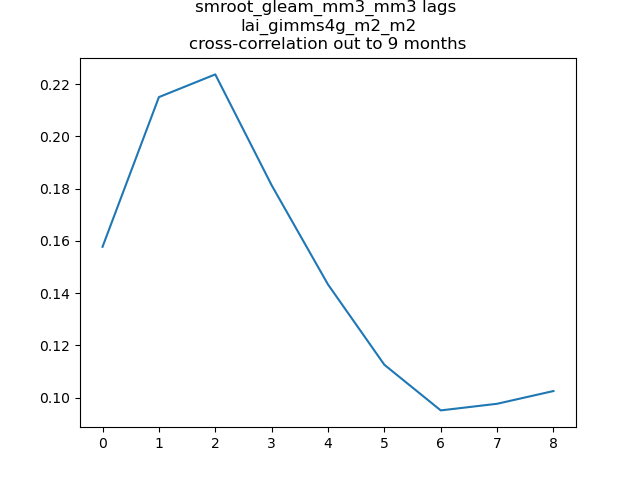 smroot_gleam_mm3_mm3 lags
lai_gimms4g_m2_m2
cross-correlation out to 9 months
0.22
0.20
0.18
0.16
0.14
0.12
0.10
0 1 2 3 4 5 6 7 8